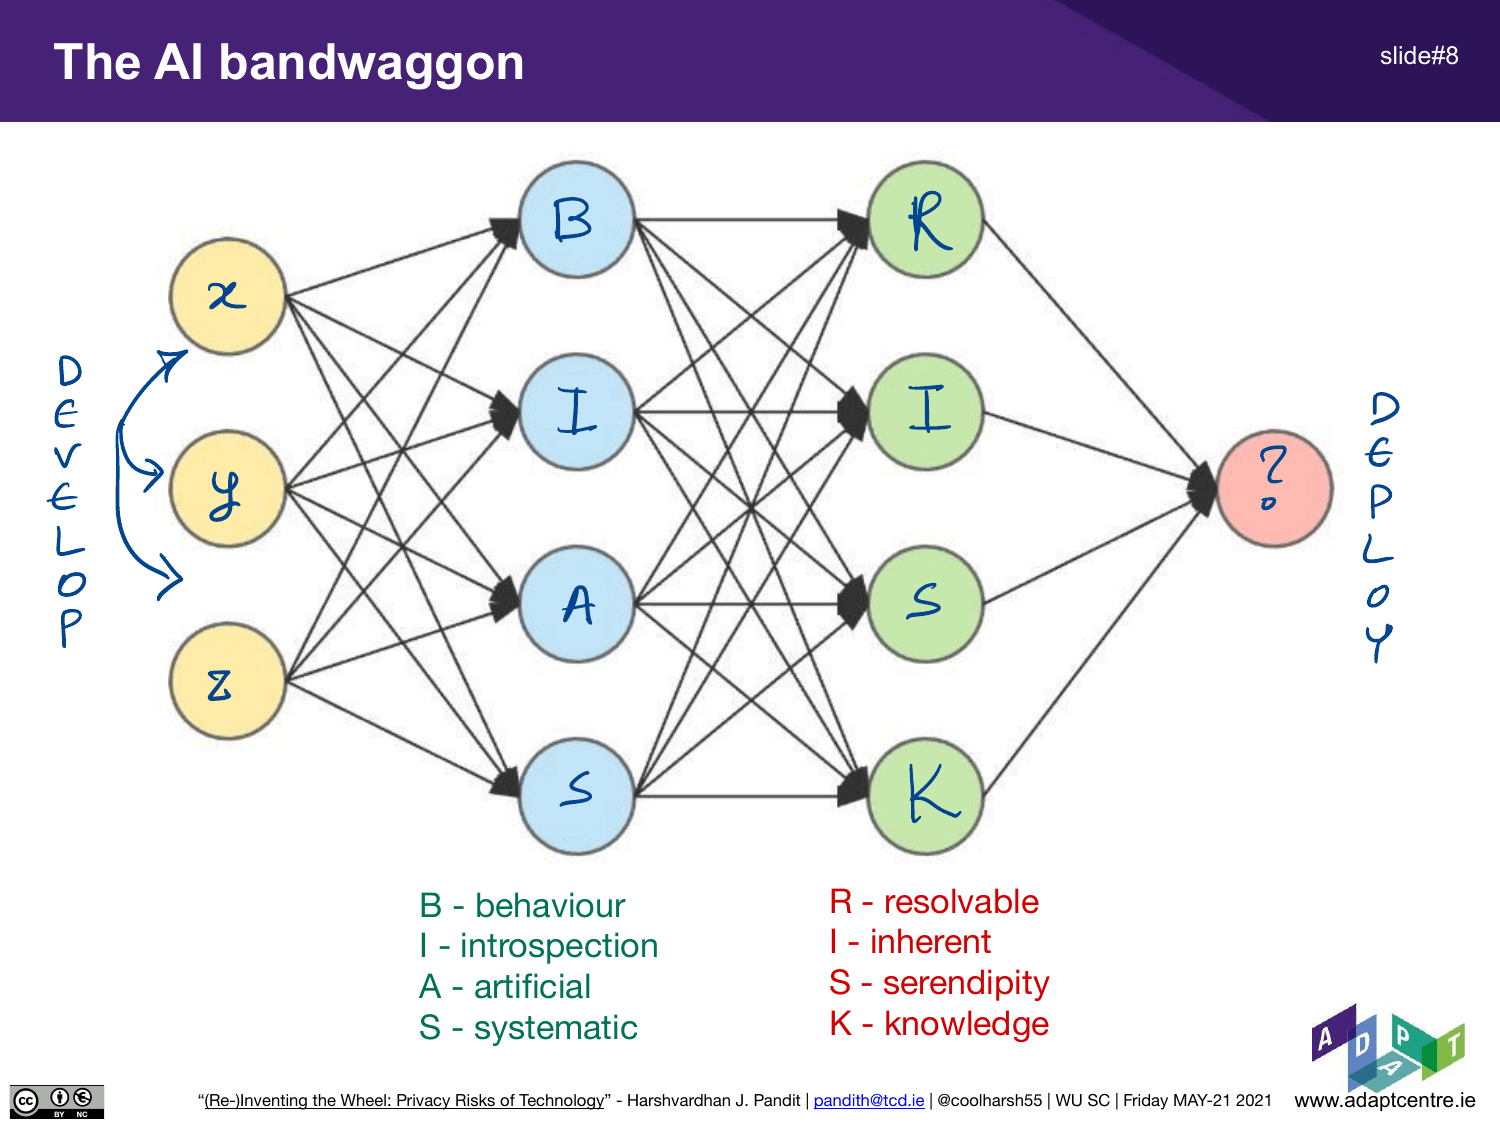 The AI bandwaggon
slide#8
DEVELOP
x
y
z
B
I
A
S
R
I
S
K
?
DEPLOY
B - behaviour
I - introspection
A - artificial
S - systematic
R - resolvable
I - inherent
S - serendipity
K - knowledge
ADAPT
cc BY NC
“(Re-)Inventing the Wheel: Privacy Risks of Technology” - Harshvardhan J. Pandit | pandith@tcd.ie | @coolharsh55 | WU SC | Friday MAY-21 2021
www.adaptcentre.ie